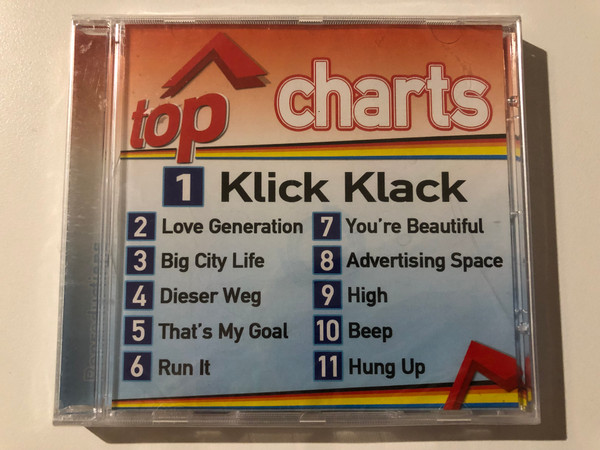 top charts
1 Klick Klack
2 Love Generation
3 Big City Life
4 Dieser Weg
5 That's My Goal
6 Run It
7 You're Beautiful
8 Advertising Space
9 High
10 Beep
11 Hung Up